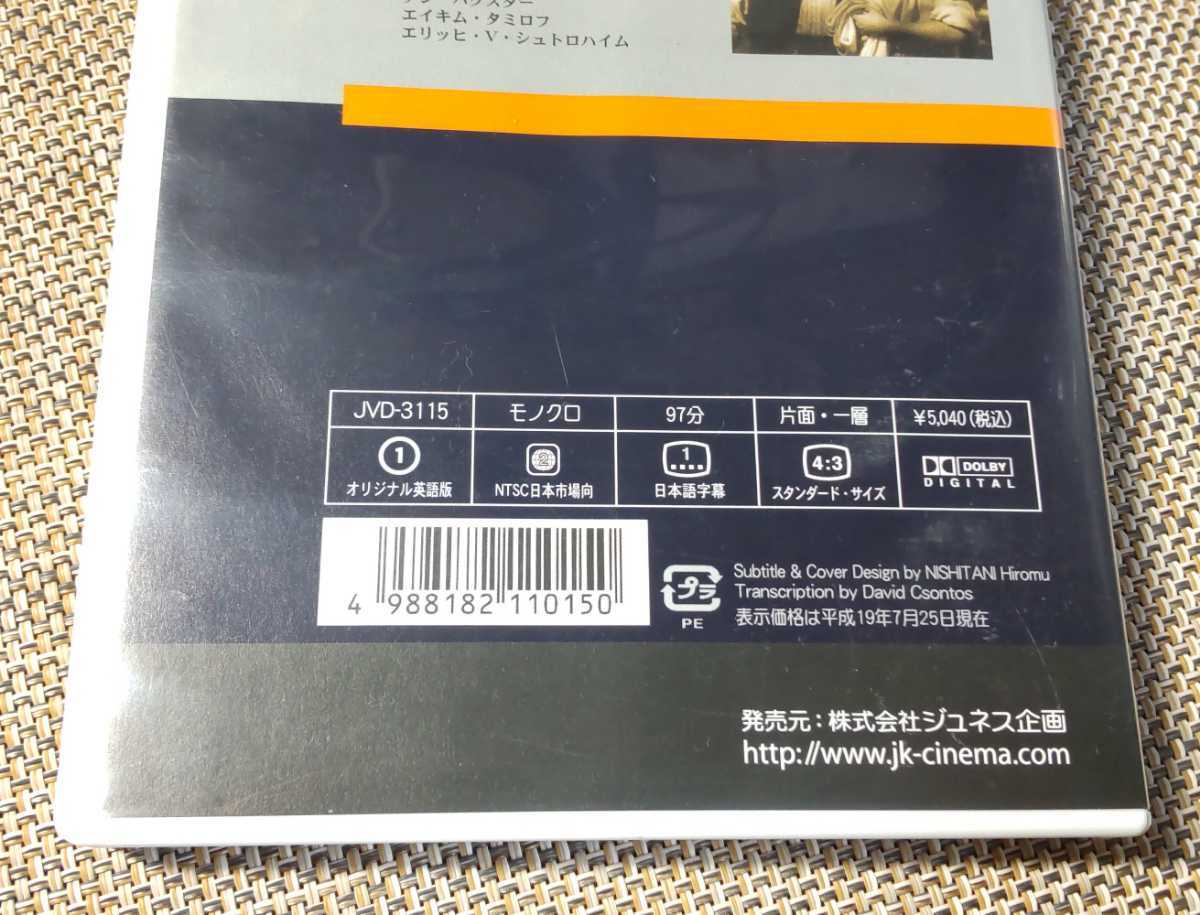 エイキム・タミロフ
エリッヒ・V・シュトロハイム
JVD-3115 モノクロ 97分 片面・一層 ¥5,040(税込)
1 2 1 4:3 DOLBY
DIGITAL
オリジナル英語版 NTSC日本市場向 日本語字幕 スタンダード・サイズ
4 988182 110150
プラ
PE
Subtitle & Cover Design by NISHITANI Hiromu
Transcription by David Csontos
表示価格は平成19年7月25日現在
発売元：株式会社ジュネス企画
http://www.jk-cinema.com